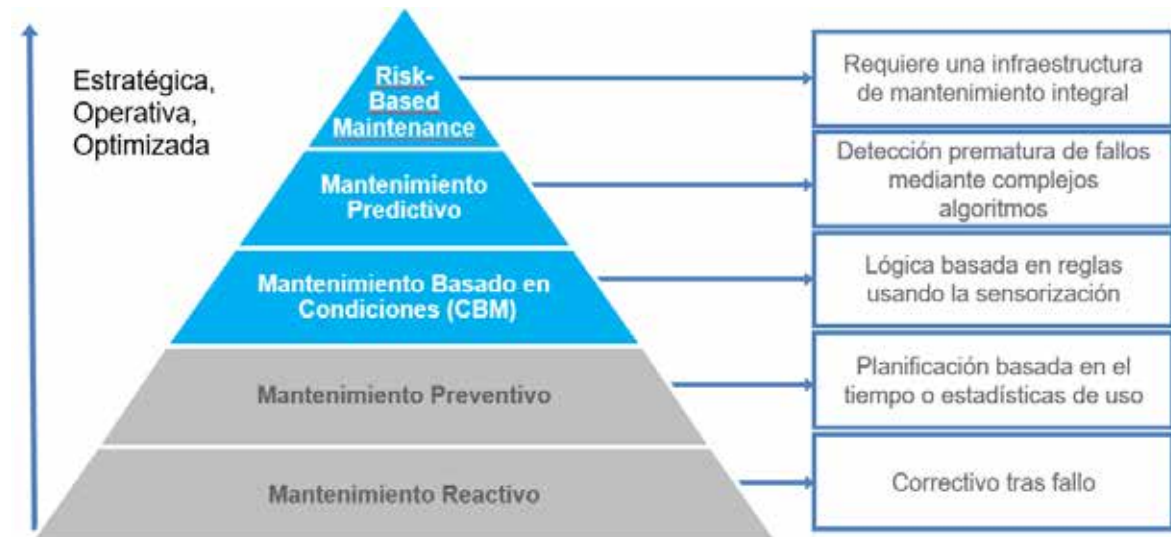 Estratégica,
Operativa,
Optimizada
Risk-
Based
Maintenance
Requiere una infraestructura
de mantenimiento integral
Mantenimiento
Predictivo
Detección prematura de fallos
mediante complejos
algoritmos
Mantenimiento Basado en
Condiciones (CBM)
Lógica basada en reglas
usando la sensorización
Mantenimiento Preventivo
Planificación basada en el
tiempo o estadísticas de uso
Mantenimiento Reactivo
Correctivo tras fallo